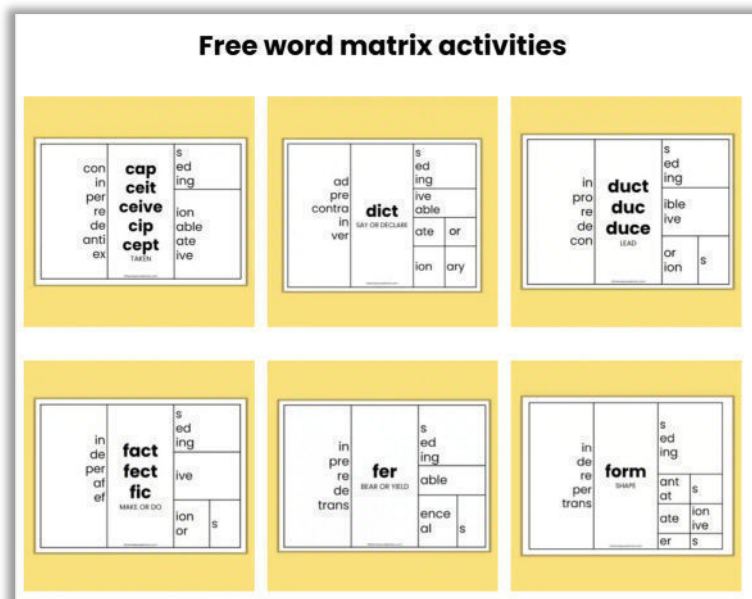 Free word matrix activities
con
in
per
re
de
anti
ex
cap
ceit
ceive
cip
cept
TAKEN
s
ed
ing
ion
able
ate
ive
ad
pre
contra
in
ver
dict
SAY OR DECLARE
s
ed
ing
ive
able
ate
or
ion
ary
in
pro
re
de
con
duct
duc
duce
LEAD
s
ed
ing
ible
ive
or
ion
s
in
de
per
af
ef
fact
fect
fic
MAKE OR DO
s
ed
ing
ive
ion
or
s
in
pre
re
de
trans
fer
BEAR OR YIELD
s
ed
ing
able
ence
al
s
in
de
re
per
trans
form
SHAPE
s
ed
ing
ant
at
s
ate
ion
ive
er
s